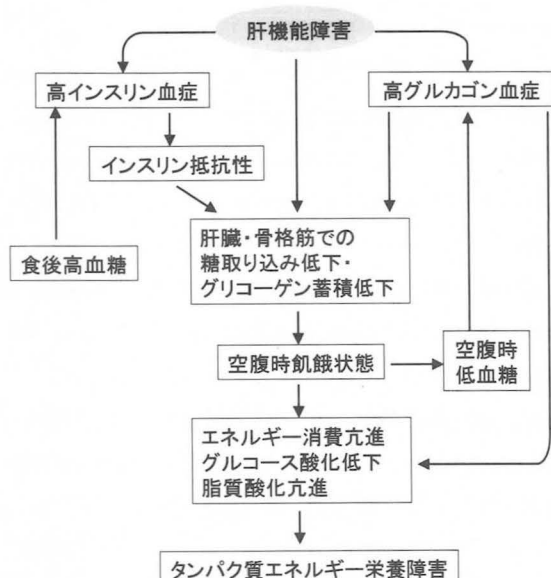 肝機能障害
高インスリン血症
高グルカゴン血症
インスリン抵抗性
肝臓・骨格筋での
糖取り込み低下・
グリコーゲン蓄積低下
食後高血糖
空腹時飢餓状態
空腹時
低血糖
エネルギー消費亢進
グルコース酸化低下
脂質酸化亢進
タンパク質エネルギー栄養障害